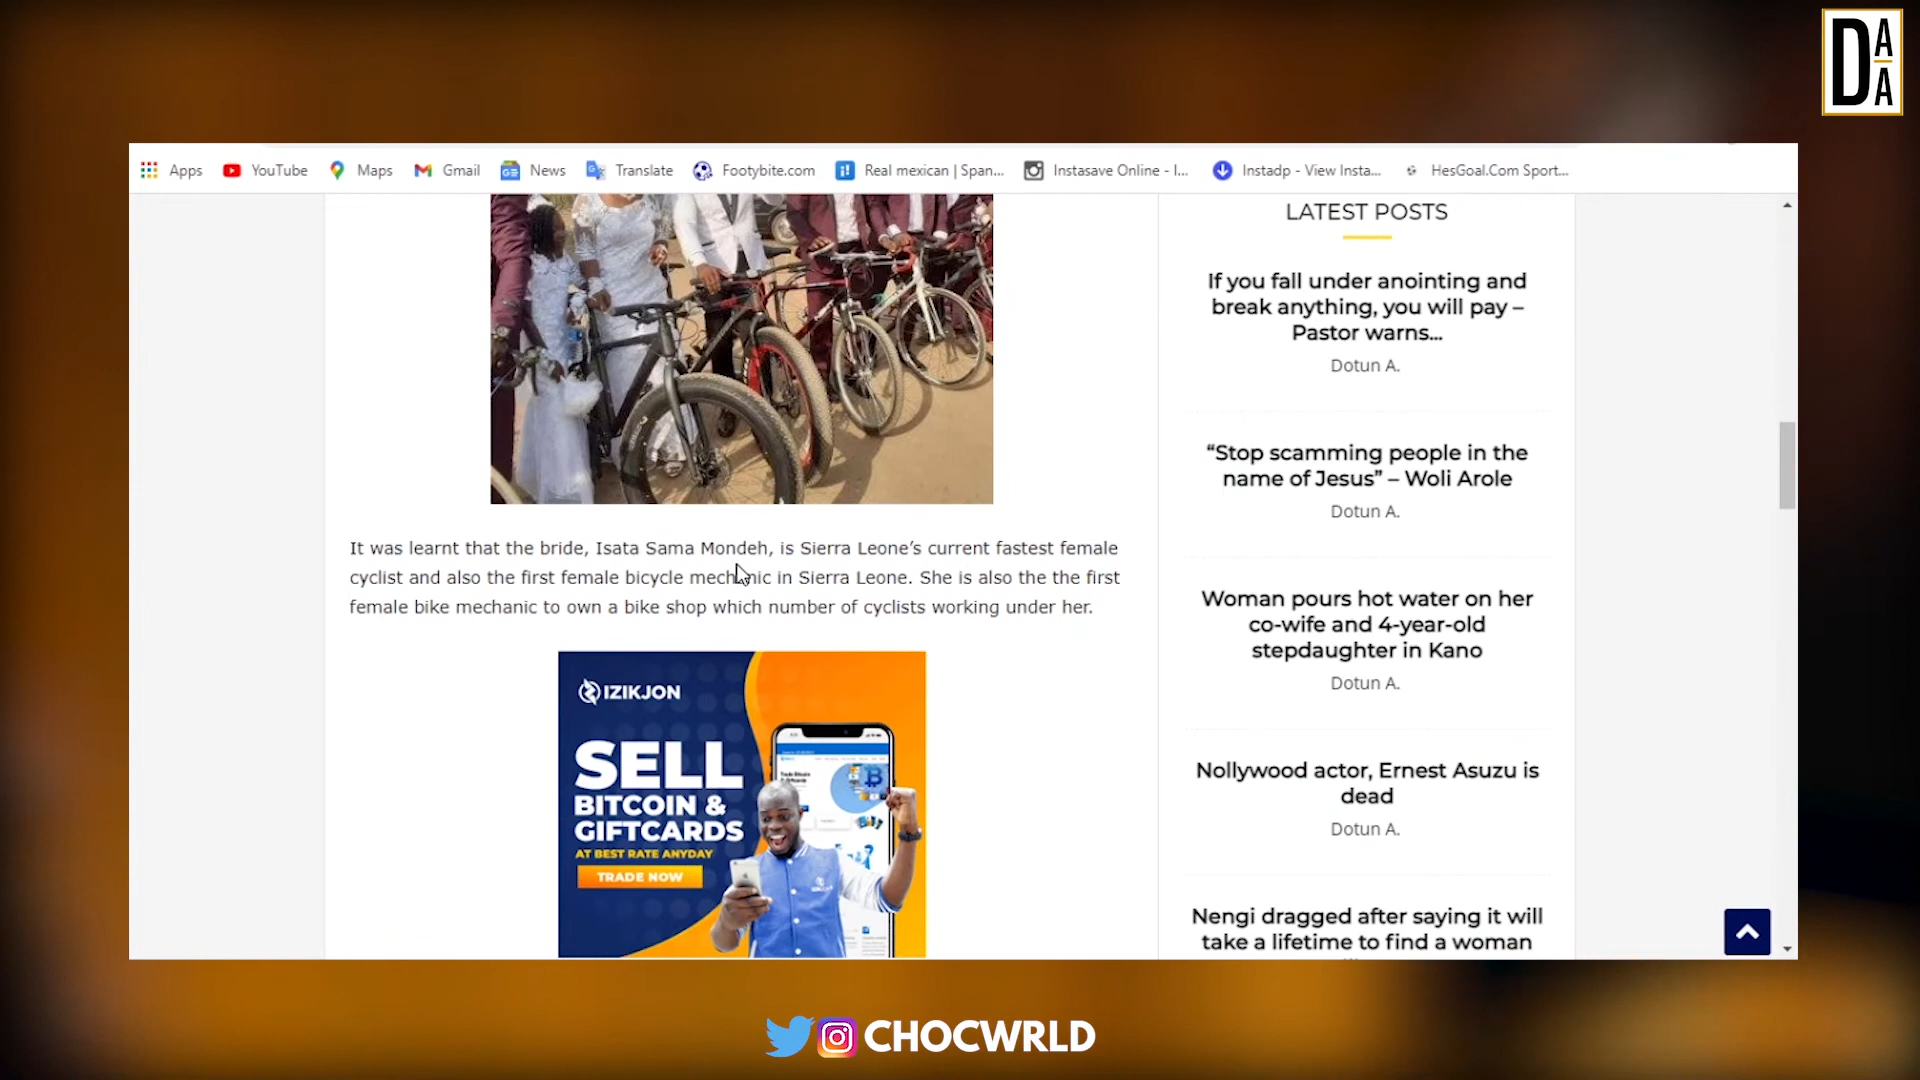 D
A
A
Apps YouTube Maps Gmail News Translate Footybite.com Real mexican | Span... Instasave Online - I... Instadp - View Insta... HesGoal.Com Sport...
LATEST POSTS
If you fall under anointing and
break anything, you will pay –
Pastor warns...
Dotun A.
“Stop scamming people in the
name of Jesus” – Woli Arole
Dotun A.
Woman pours hot water on her
co-wife and 4-year-old
stepdaughter in Kano
Dotun A.
Nollywood actor, Ernest Asuzu is
dead
Dotun A.
Nengi dragged after saying it will
take a lifetime to find a woman
It was learnt that the bride, Isata Sama Mondeh, is Sierra Leone’s current fastest female
cyclist and also the first female bicycle mechanic in Sierra Leone. She is also the the first
female bike mechanic to own a bike shop which number of cyclists working under her.
IZIKJON
SELL
BITCOIN &
GIFTCARDS
AT BEST RATE ANYDAY
TRADE NOW
CHOCWRLD